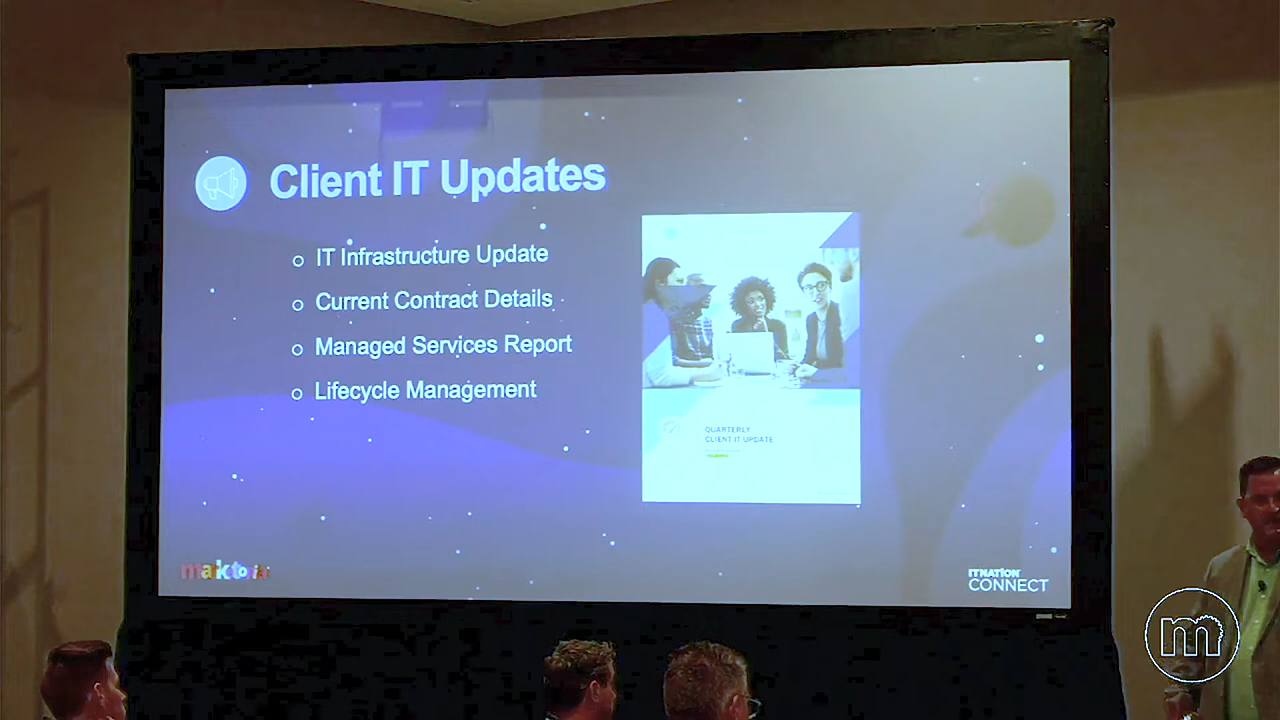 Client IT Updates
IT Infrastructure Update
Current Contract Details
Managed Services Report
Lifecycle Management
QUARTERLY
CLIENT IT UPDATE
ITNATION
CONNECT
m